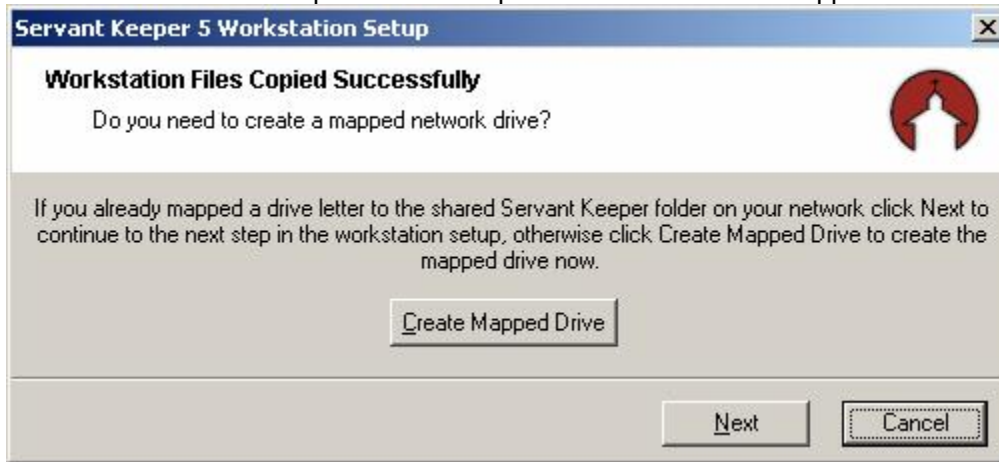 Servant Keeper 5 Workstation Setup
Workstation Files Copied Successfully
Do you need to create a mapped network drive?
If you already mapped a drive letter to the shared Servant Keeper folder on your network click Next to
continue to the next step in the workstation setup, otherwise click Create Mapped Drive to create the
mapped drive now.
Create Mapped Drive
Next
Cancel